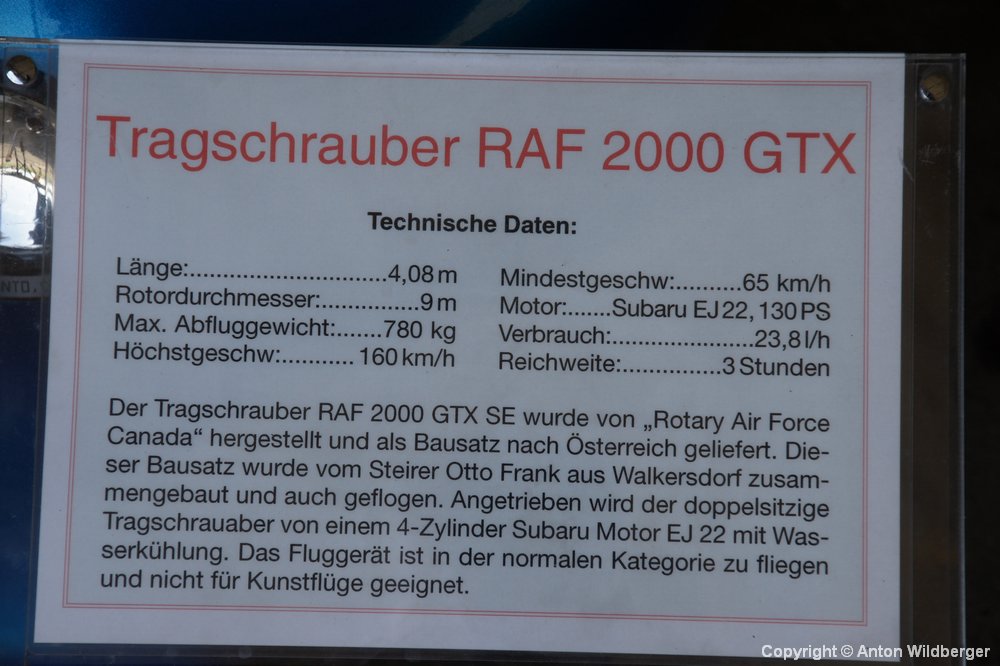 Tragschrauber RAF 2000 GTX
Technische Daten:
Länge:...........................4,08 m
Rotordurchmesser:..............9 m
Max. Abfluggewicht:.......780 kg
Höchstgeschw:........... 160 km/h
Mindestgeschw:..........65 km/h
Motor:.......Subaru EJ 22, 130 PS
Verbrauch:......................23,8 l/h
Reichweite:...............3 Stunden
Der Tragschrauber RAF 2000 GTX SE wurde von „Rotary Air Force
Canada“ hergestellt und als Bausatz nach Österreich geliefert. Die-
ser Bausatz wurde vom Steirer Otto Frank aus Walkersdorf zusam-
mengebaut und auch geflogen. Angetrieben wird der doppelsitzige
Tragschrauaber von einem 4-Zylinder Subaru Motor EJ 22 mit Was-
serkühlung. Das Fluggerät ist in der normalen Kategorie zu fliegen
und nicht für Kunstflüge geeignet.
Copyright © Anton Wildberger